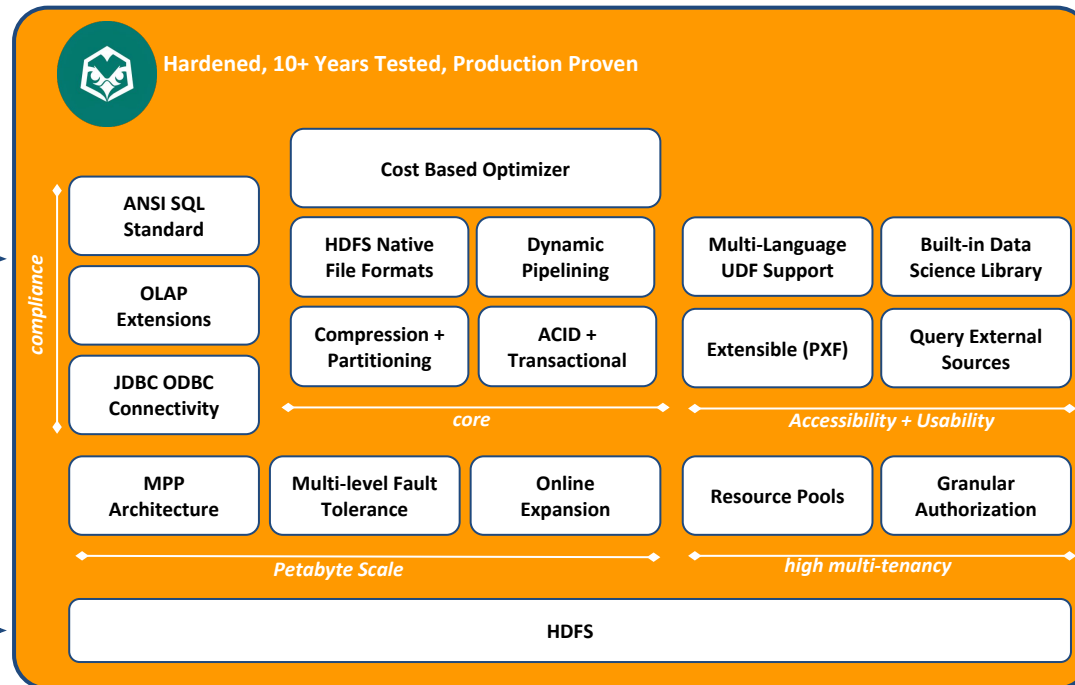 Hardened, 10+ Years Tested, Production Proven
Cost Based Optimizer
ANSI SQL
Standard
OLAP
Extensions
JDBC ODBC
Connectivity
compliance
HDFS Native
File Formats
Dynamic
Pipelining
Compression +
Partitioning
ACID +
Transactional
core
Multi-Language
UDF Support
Built-in Data
Science Library
Extensible (PXF)
Query External
Sources
Accessibility + Usability
MPP
Architecture
Multi-level Fault
Tolerance
Online
Expansion
Petabyte Scale
Resource Pools
Granular
Authorization
high multi-tenancy
HDFS